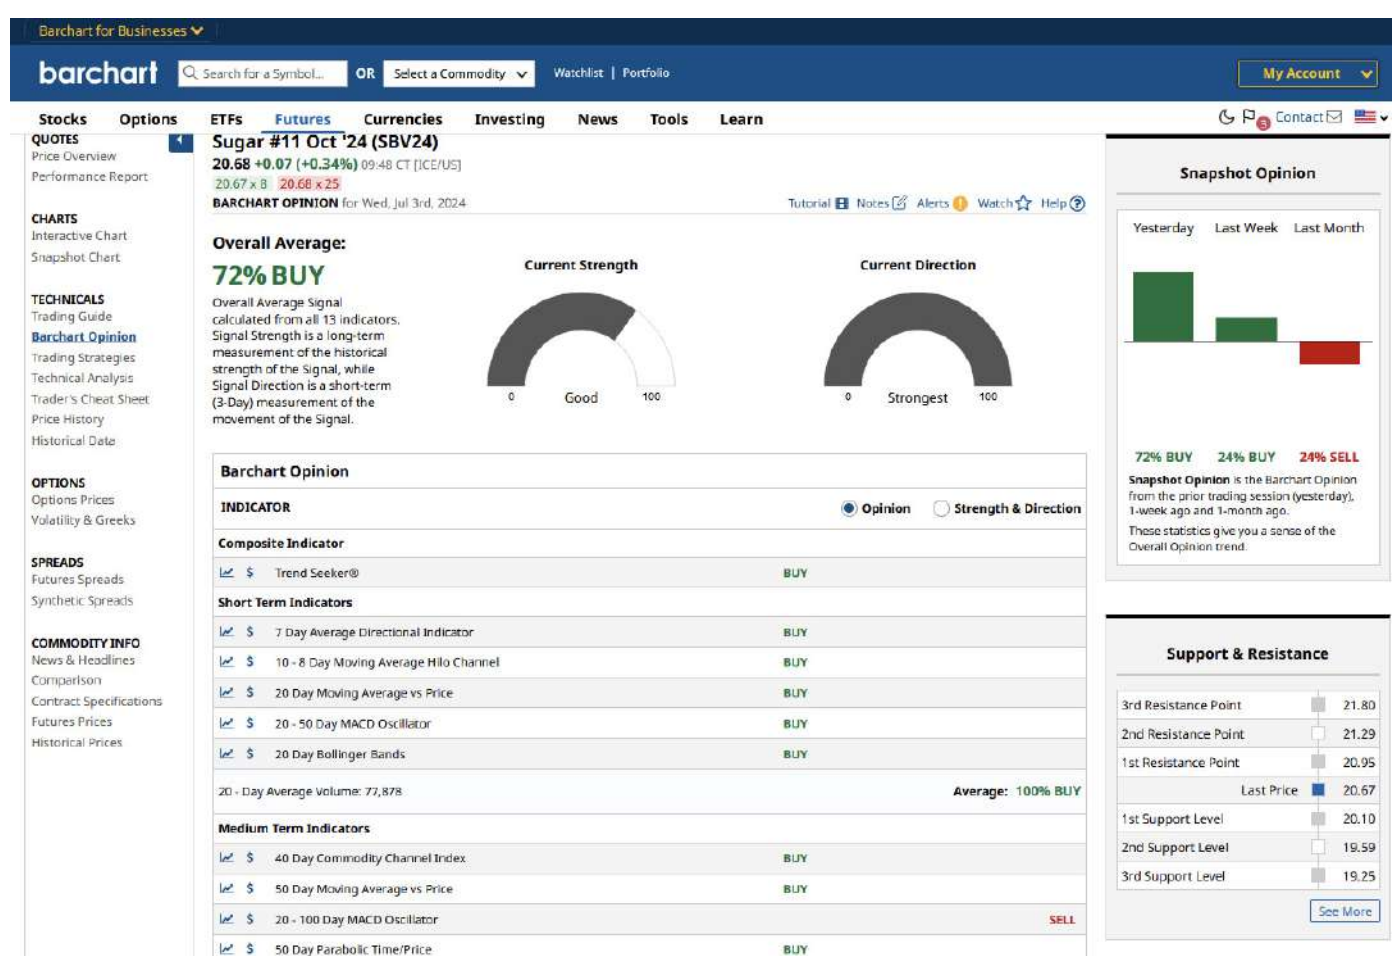 Barchart for Businesses
barchart
Search for a Symbol...
OR
Select a Commodity
Watchlist | Portfolio
My Account
Stocks
Options
ETFs
Futures
Currencies
Investing
News
Tools
Learn
Contact
QUOTES
Price Overview
Performance Report
CHARTS
Interactive Chart
Snapshot Chart
TECHNICALS
Trading Guide
Barchart Opinion
Trading Strategies
Technical Analysis
Trader's Cheat Sheet
Price History
Historical Data
OPTIONS
Options Prices
Volatility & Greeks
SPREADS
Futures Spreads
Synthetic Spreads
COMMODITY INFO
News & Headlines
Comparison
Contract Specifications
Futures Prices
Historical Prices
Sugar #11 Oct '24 (SBV24)
20.68 +0.07 (+0.34%) 09:48 CT [ICE/US]
20.67 x 8 20.68 x 25
BARCHART OPINION for Wed, Jul 3rd, 2024
Tutorial Notes Alerts Watch Help
Overall Average:
72% BUY
Overall Average Signal
calculated from all 13 indicators.
Signal Strength is a long-
term measurement of the historical
strength of the Signal, while
Signal Direction is a short-term
(3-Day) measurement of the
movement of the Signal.
Current Strength
0 Good 100
Current Direction
0 Strongest 100
Barchart Opinion
INDICATOR Opinion Strength & Direction
Composite Indicator
$ Trend Seeker® BUY
Short Term Indicators
$ 7 Day Average Directional Indicator BUY
$ 10 - 8 Day Moving Average Hilo Channel BUY
$ 20 Day Moving Average vs Price BUY
$ 20 - 50 Day MACD Oscillator BUY
$ 20 Day Bollinger Bands BUY
20 - Day Average Volume: 77,878 Average: 100% BUY
Medium Term Indicators
$ 40 Day Commodity Channel Index BUY
$ 50 Day Moving Average vs Price BUY
$ 20 - 100 Day MACD Oscillator SELL
$ 50 Day Parabolic Time/Price BUY
Snapshot Opinion
Yesterday Last Week Last Month
72% BUY 24% BUY 24% SELL
Snapshot Opinion is the Barchart Opinion
from the prior trading session (yesterday),
1-week ago and 1-month ago.
These statistics give you a sense of the
Overall Opinion trend.
Support & Resistance
3rd Resistance Point 21.80
2nd Resistance Point 21.29
1st Resistance Point 20.95
Last Price 20.67
1st Support Level 20.10
2nd Support Level 19.59
3rd Support Level 19.25
See More